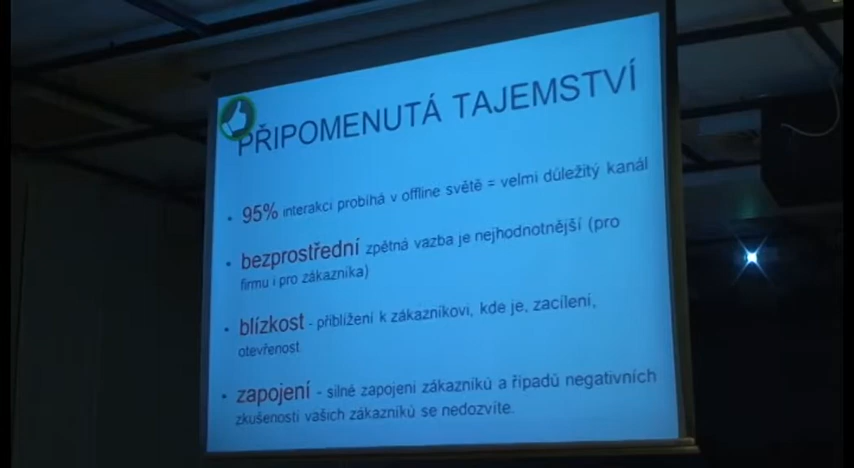 PŘIPOMENUTÁ TAJEMSTVÍ
• 95% interakcí probíhá v offline světě = velmi důležitý kanál
• bezprostřední zpětná vazba je nejhodnotnější (pro
firmu i pro zákazníka)
• blízkost - přiblížení k zákazníkovi, kde je, zacílení,
otevřenost
• zapojení - silné zapojení zákazníků a řípadů negativních
zkušeností vašich zákazníků se nedozvíte.